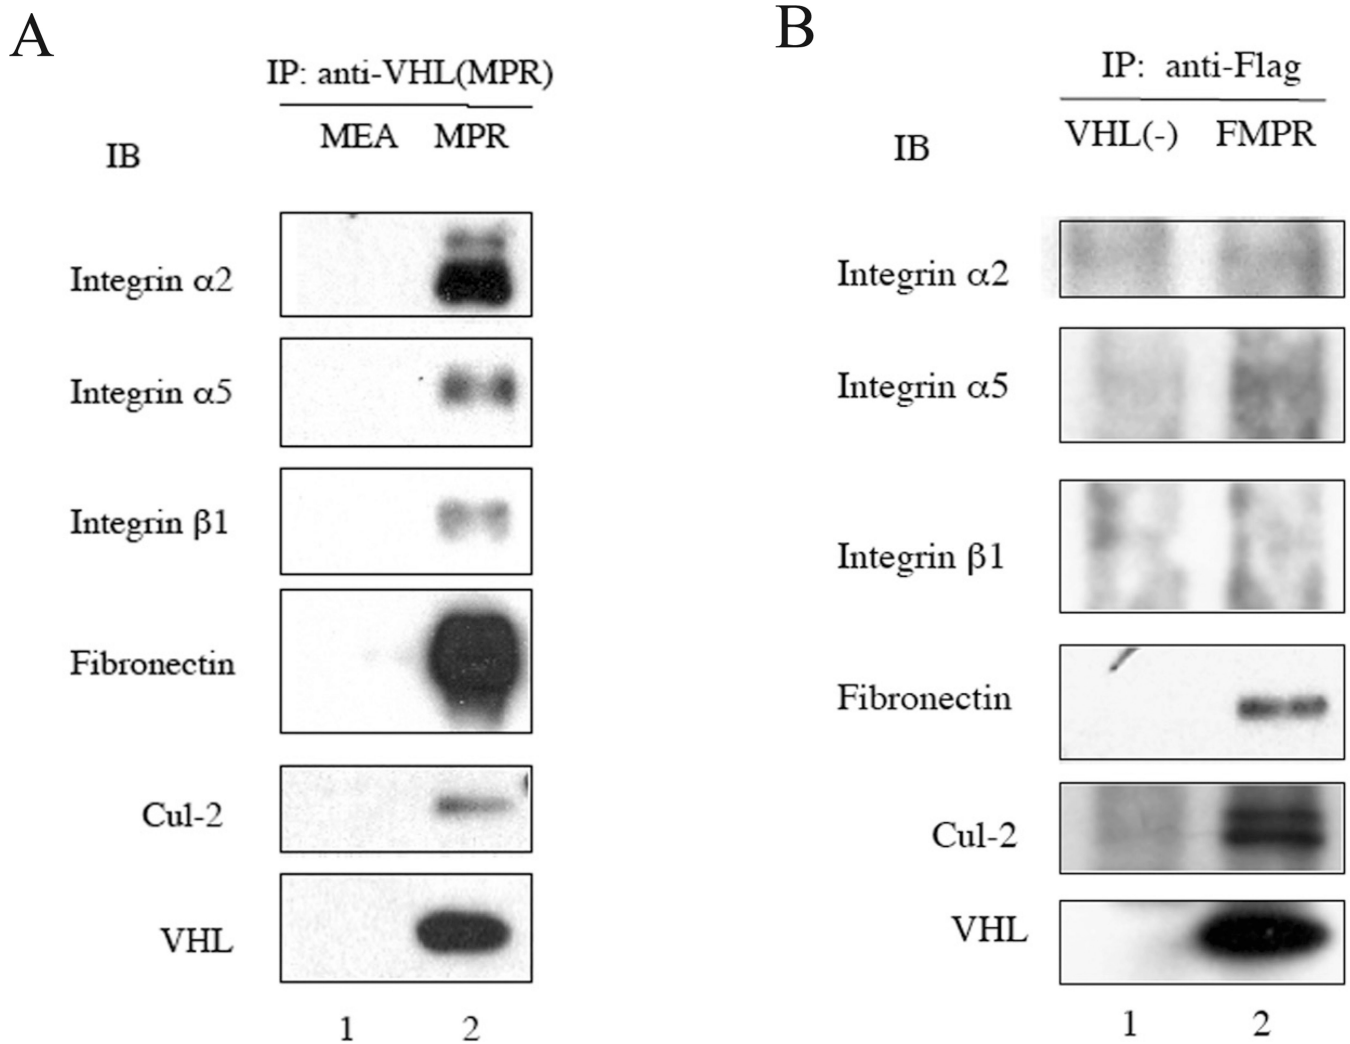 A
IP: anti-VHL(MPR)
MEA MPR
IB
Integrin α2
Integrin α5
Integrin β1
Fibronectin
Cul-2
VHL
1 2
B
IP: anti-Flag
VHL(-) FMPR
IB
Integrin α2
Integrin α5
Integrin β1
Fibronectin
Cul-2
VHL
1 2